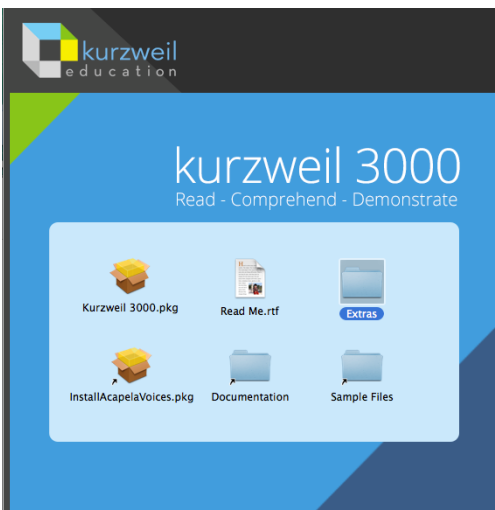 kurzweil
education
kurzweil 3000
Read - Comprehend - Demonstrate
Kurzweil 3000.pkg
Read Me.rtf
Extras
InstallAcapelaVoices.pkg
Documentation
Sample Files